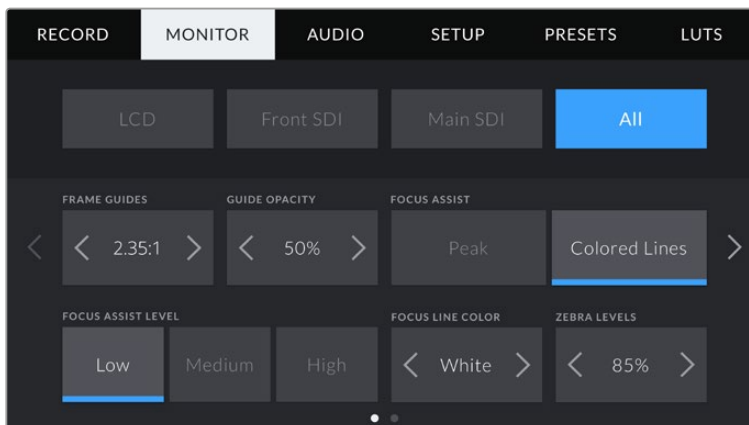 RECORD MONITOR AUDIO SETUP PRESETS LUTS
LCD Front SDI Main SDI All
FRAME GUIDES GUIDE OPACITY FOCUS ASSIST
2.35:1 50% Peak Colored Lines
FOCUS ASSIST LEVEL FOCUS LINE COLOR ZEBRA LEVELS
Low Medium High White 85%